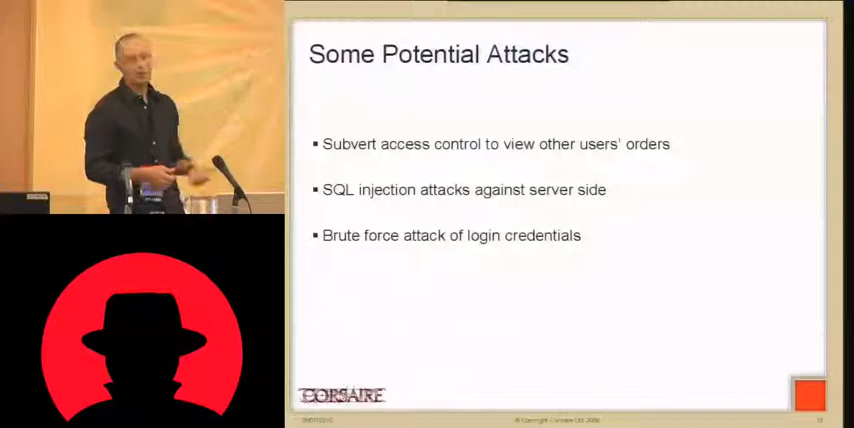 Some Potential Attacks
▪ Subvert access control to view other users' orders
▪ SQL injection attacks against server side
▪ Brute force attack of login credentials
CORSAIRE